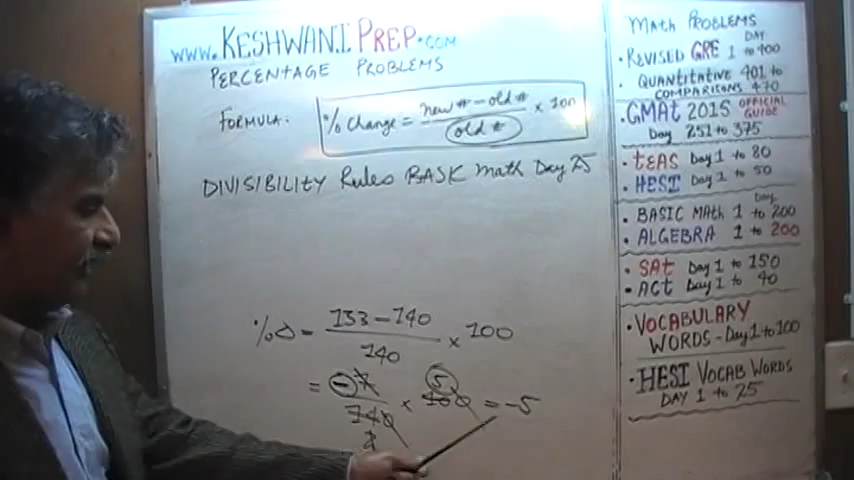 www.KESHWANIPREP.COM
PERCENTAGE PROBLEMS
FORMULA: % Change = new # - old # / old # × 100
DIVISIBILITY Rules BASIC Math Day 25
%Δ = 133 - 140 / 140 × 100
= -7 / 140 × 100 = -5
2
5
Math PROBLEMS
• REVISED GRE DAY 1 to 400
• QUANTITATIVE 401 to
COMPARISONS 470
• GMAt 2015 OFFICIAL GUIDE
Day 251 to 375
• tEAS Day 1 to 80
• HESI Day 1 to 50
• BASIC MAth Day 1 to 200
• ALGEBRA 1 to 200
• SAt Day 1 to 150
• Act Day 1 to 40
• VOCABULARY
WORDS - Day 1 to 100
• HESI VOCAB WORDS
DAY 1 to 25